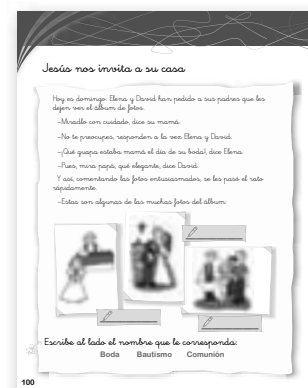 Jesús nos invita a su casa
Hoy es domingo. Elena y David han pedido a sus padres que les
dejen ver el álbum de fotos.
–Miradlo con cuidado, dice su mamá.
–No te preocupes, responden a la vez Elena y David.
–¡Qué guapa estaba mamá el día de su boda!, dice Elena.
–Pues, mira papá, qué elegante, dice David.
Y así, comentando las fotos entusiasmados, se les pasó el rato
rápidamente.
–Estas son algunas de las muchas fotos del álbum:
Escribe al lado el nombre que le corresponda:
Boda Bautismo Comunión
100